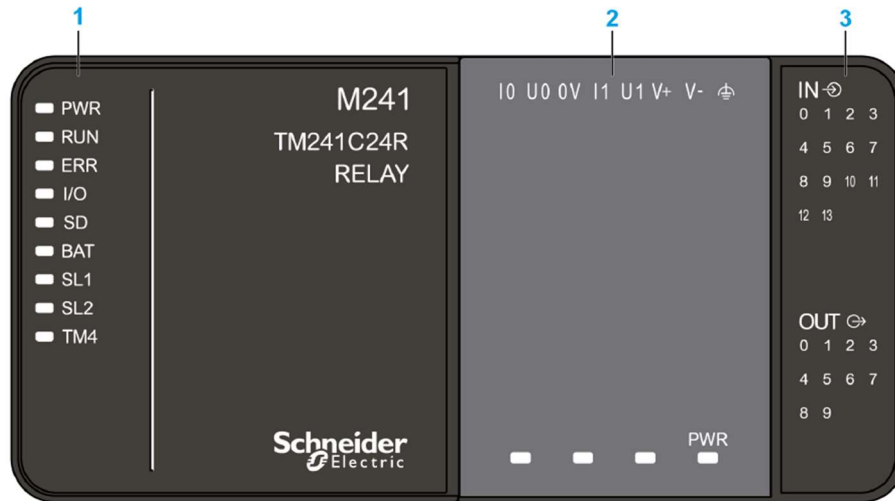 1
2
3
PWR
RUN
ERR
I/O
SD
BAT
SL1
SL2
TM4
M241
TM241C24R
RELAY
Schneider
Electric
I0 U0 0V I1 U1 V+ V-
PWR
IN
0 1 2 3
4 5 6 7
8 9 10 11
12 13
OUT
0 1 2 3
4 5 6 7
8 9